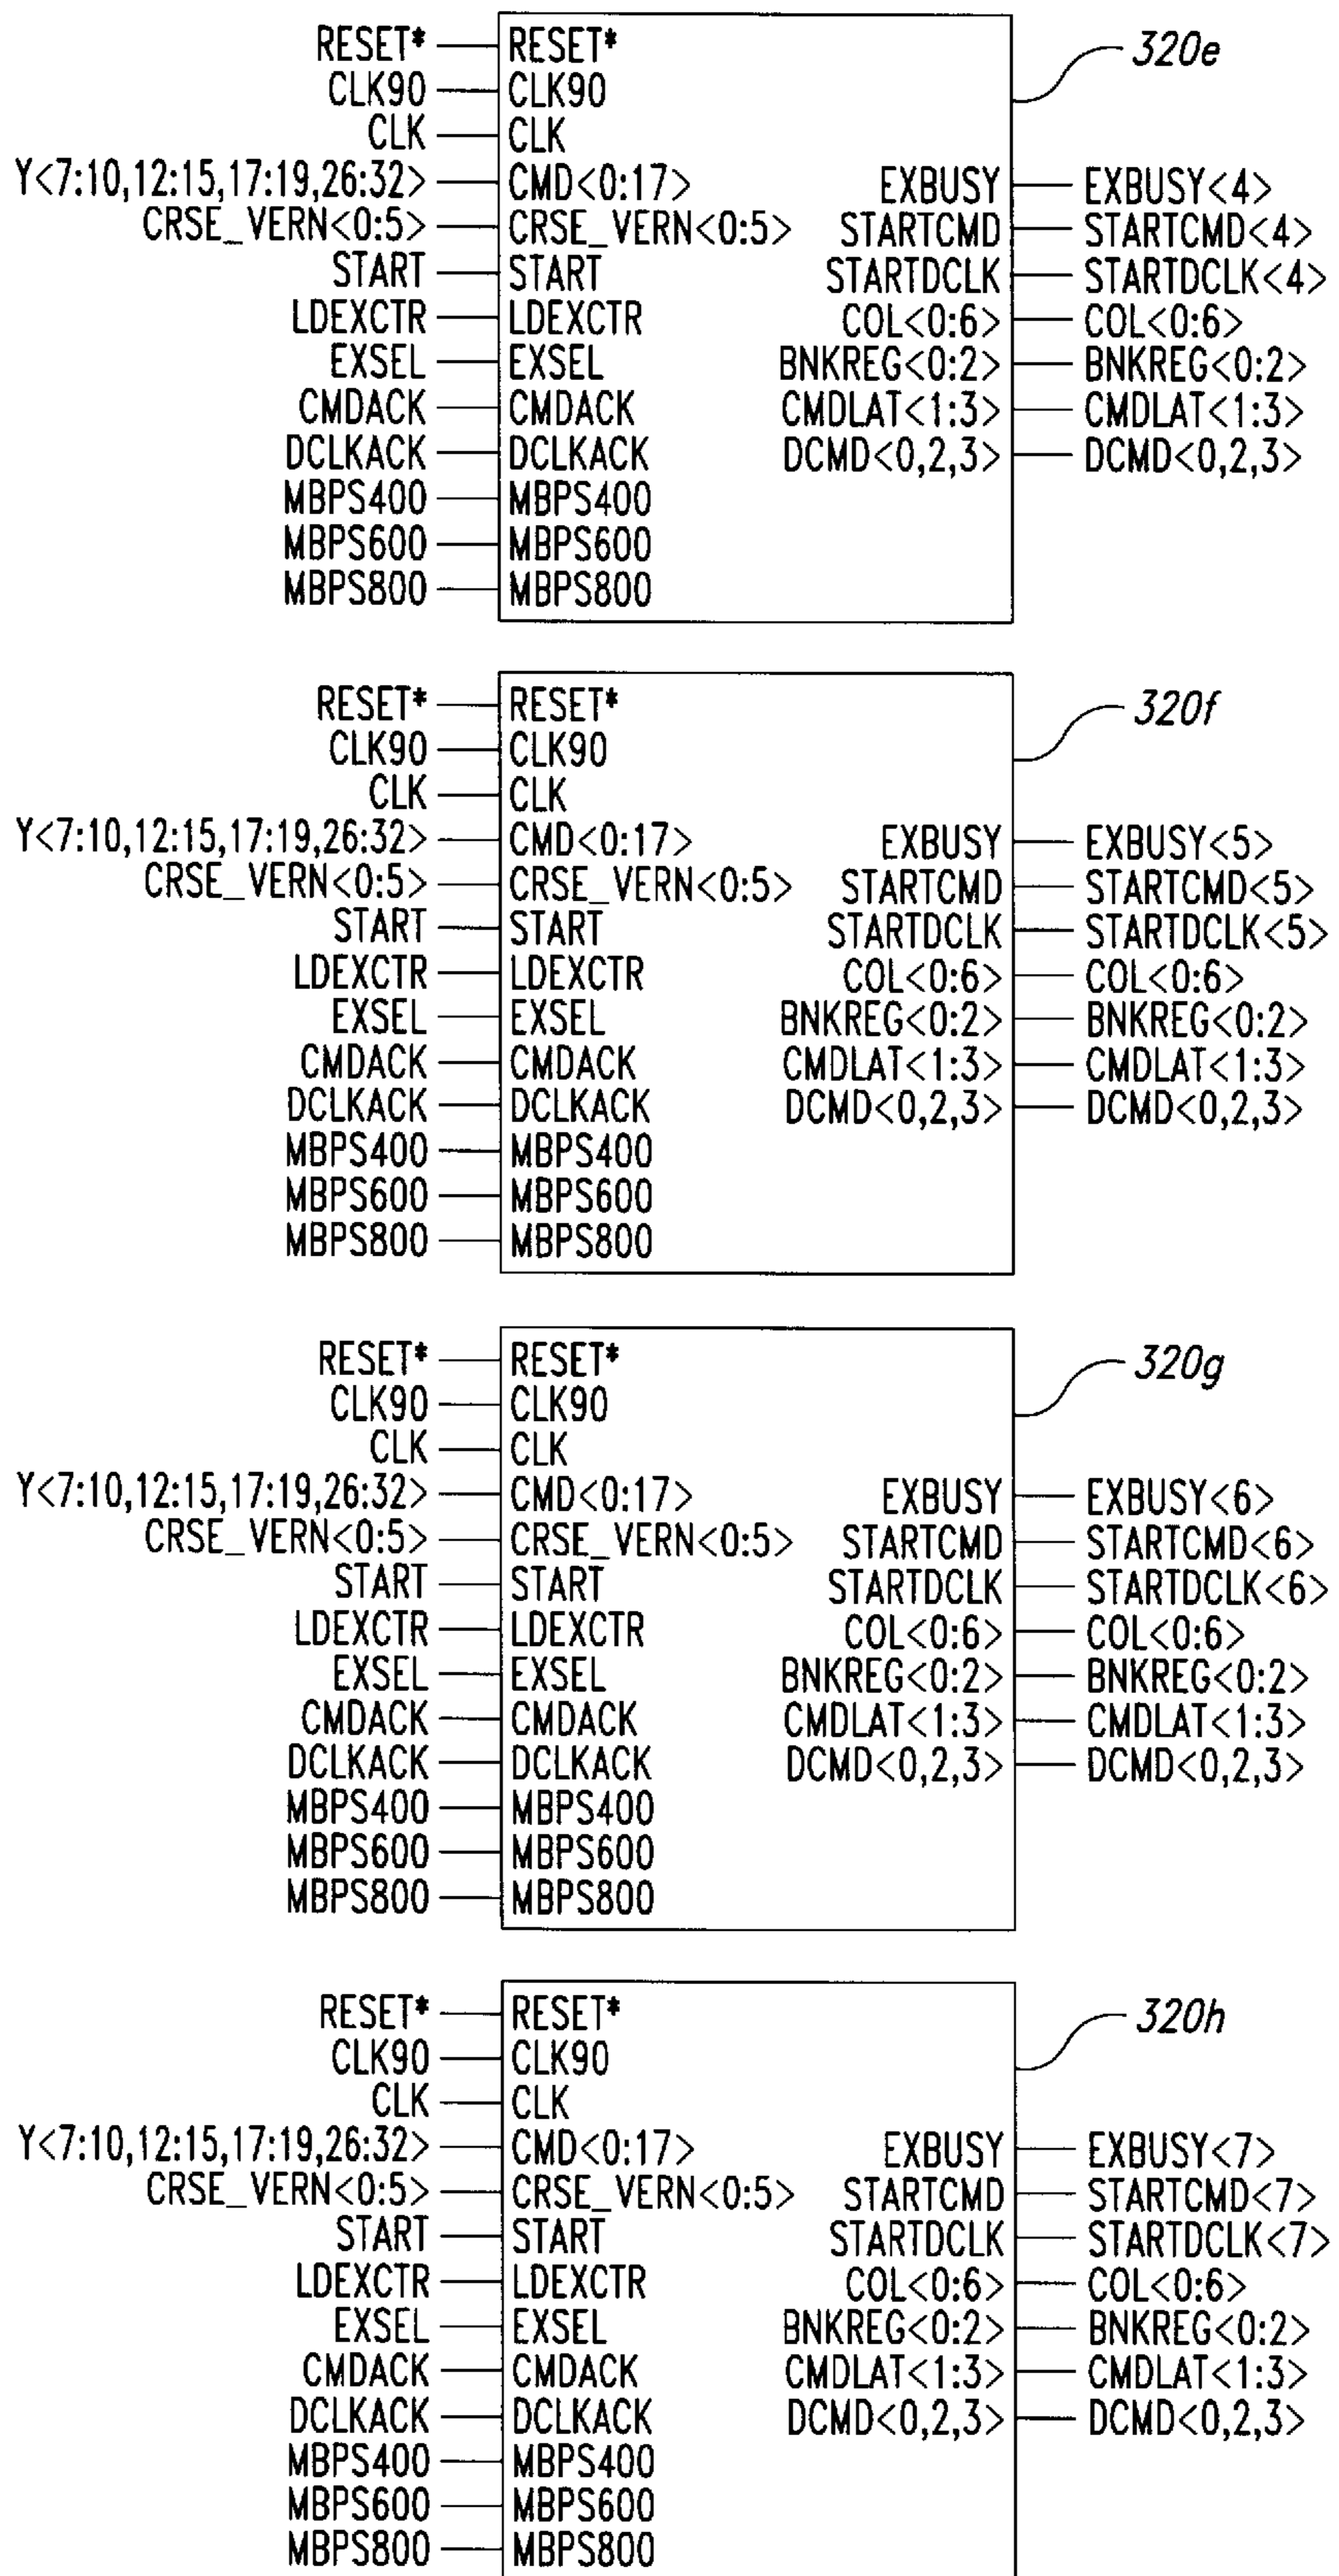 RESET* RESET* 320e
CLK90 CLK90
CLK CLK
Y<7:10,12:15,17:19,26:32> CMD<0:17> EXBUSY EXBUSY<4>
CRSE_VERN<0:5> CRSE_VERN<0:5> STARTCMD STARTCMD<4>
START START STARTDCLK STARTDCLK<4>
LDEXCTR LDEXCTR COL<0:6> COL<0:6>
EXSEL EXSEL BNKREG<0:2> BNKREG<0:2>
CMDACK CMDACK CMDLAT<1:3> CMDLAT<1:3>
DCLKACK DCLKACK DCMD<0,2,3> DCMD<0,2,3>
MBPS400 MBPS400
MBPS600 MBPS600
MBPS800 MBPS800
RESET* RESET* 320f
CLK90 CLK90
CLK CLK
Y<7:10,12:15,17:19,26:32> CMD<0:17> EXBUSY EXBUSY<5>
CRSE_VERN<0:5> CRSE_VERN<0:5> STARTCMD STARTCMD<5>
START START STARTDCLK STARTDCLK<5>
LDEXCTR LDEXCTR COL<0:6> COL<0:6>
EXSEL EXSEL BNKREG<0:2> BNKREG<0:2>
CMDACK CMDACK CMDLAT<1:3> CMDLAT<1:3>
DCLKACK DCLKACK DCMD<0,2,3> DCMD<0,2,3>
MBPS400 MBPS400
MBPS600 MBPS600
MBPS800 MBPS800
RESET* RESET* 320g
CLK90 CLK90
CLK CLK
Y<7:10,12:15,17:19,26:32> CMD<0:17> EXBUSY EXBUSY<6>
CRSE_VERN<0:5> CRSE_VERN<0:5> STARTCMD STARTCMD<6>
START START STARTDCLK STARTDCLK<6>
LDEXCTR LDEXCTR COL<0:6> COL<0:6>
EXSEL EXSEL BNKREG<0:2> BNKREG<0:2>
CMDACK CMDACK CMDLAT<1:3> CMDLAT<1:3>
DCLKACK DCLKACK DCMD<0,2,3> DCMD<0,2,3>
MBPS400 MBPS400
MBPS600 MBPS600
MBPS800 MBPS800
RESET* RESET* 320h
CLK90 CLK90
CLK CLK
Y<7:10,12:15,17:19,26:32> CMD<0:17> EXBUSY EXBUSY<7>
CRSE_VERN<0:5> CRSE_VERN<0:5> STARTCMD STARTCMD<7>
START START STARTDCLK STARTDCLK<7>
LDEXCTR LDEXCTR COL<0:6> COL<0:6>
EXSEL EXSEL BNKREG<0:2> BNKREG<0:2>
CMDACK CMDACK CMDLAT<1:3> CMDLAT<1:3>
DCLKACK DCLKACK DCMD<0,2,3> DCMD<0,2,3>
MBPS400 MBPS400
MBPS600 MBPS600
MBPS800 MBPS800